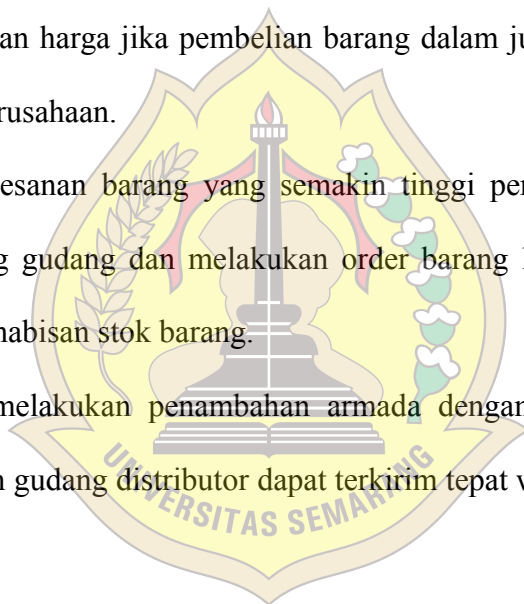 an harga jika pembelian barang dalam ju
rusahaan.
esanan barang yang semakin tinggi per
g gudang dan melakukan order barang
habisan stok barang.
melakukan penambahan armada dengan
n gudang distributor dapat terkirim tepat w
UNIVERSITAS SEMARANG